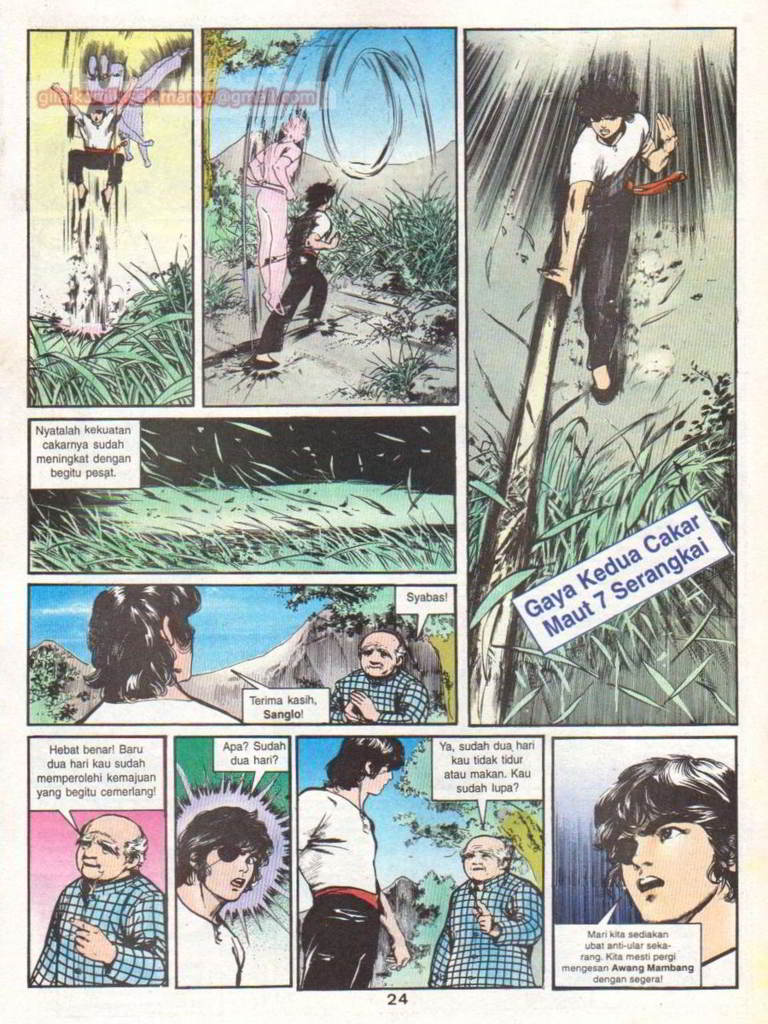 Gaya Kedua Cakar
Maut 7 Serangkai
Nyatalah kekuatan
cakarnya sudah
meningkat dengan
begitu pesat.
Syabas!
Terima kasih,
Sanglo!
Hebat benar! Baru
dua hari kau sudah
memperolehi kemajuan
yang begitu cemerlang!
Apa? Sudah
dua hari?
Ya, sudah dua hari
kau tidak tidur
atau makan. Kau
sudah lupa?
Mari kita sediakan
ubat anti-ular seka-
rang. Kita mesti pergi
mengesan Awang Mambang
dengan segera!
24